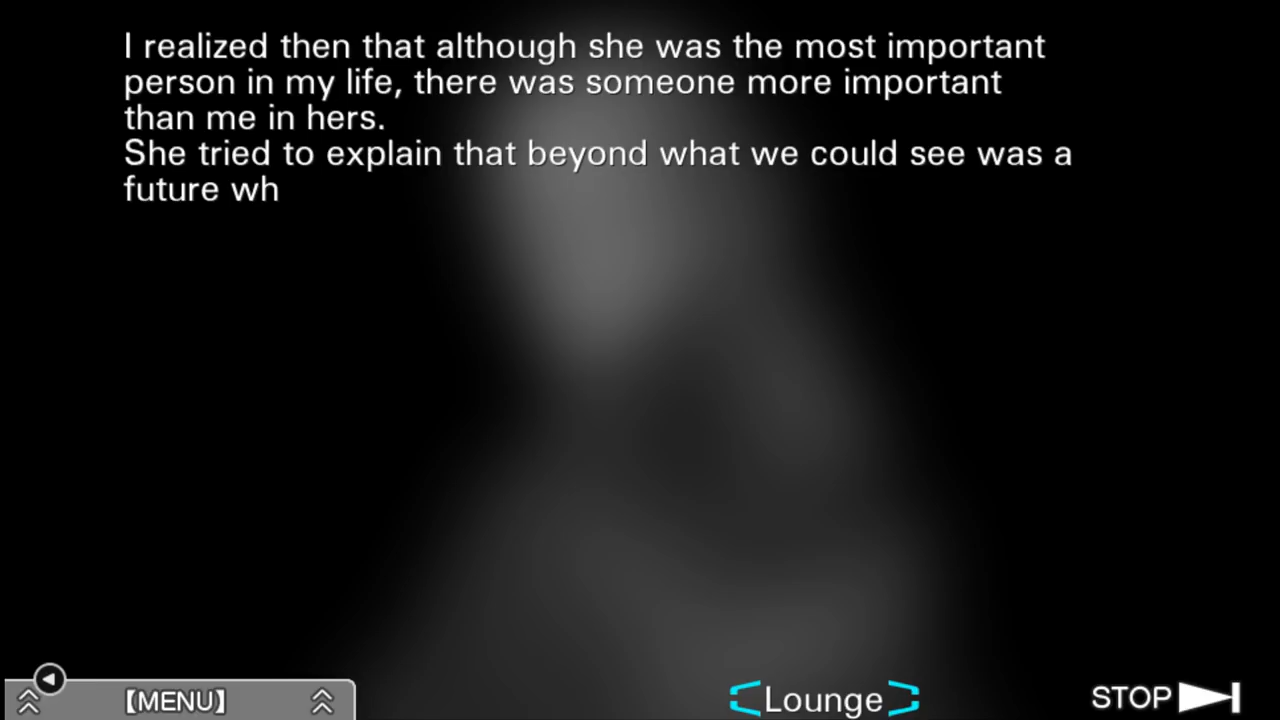 I realized then that although she was the most important
person in my life, there was someone more important
than me in hers.
She tried to explain that beyond what we could see was a
future wh
【MENU】
Lounge
STOP